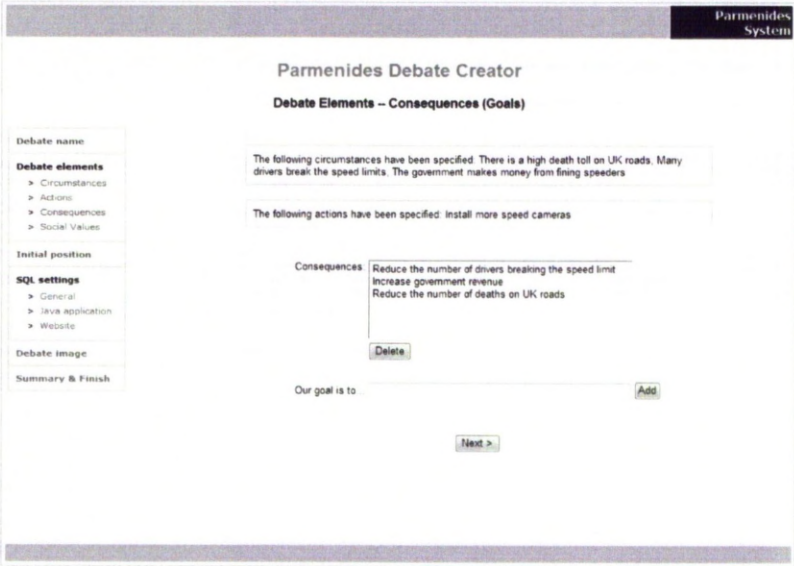 Parmenides
System
Parmenides Debate Creator
Debate Elements – Consequences (Goals)
Debate name
Debate elements
> Circumstances
> Actions
> Consequences
> Social Values
Initial position
SQL settings
> General
> Java application
> Website
Debate image
Summary & Finish
The following circumstances have been specified. There is a high death toll on UK roads, Many
drivers break the speed limits, The government makes money from fining speeders
The following actions have been specified: Install more speed cameras
Consequences
Reduce the number of drivers breaking the speed limit
Increase government revenue
Reduce the number of deaths on UK roads
Delete
Our goal is to ...
Add
Next >